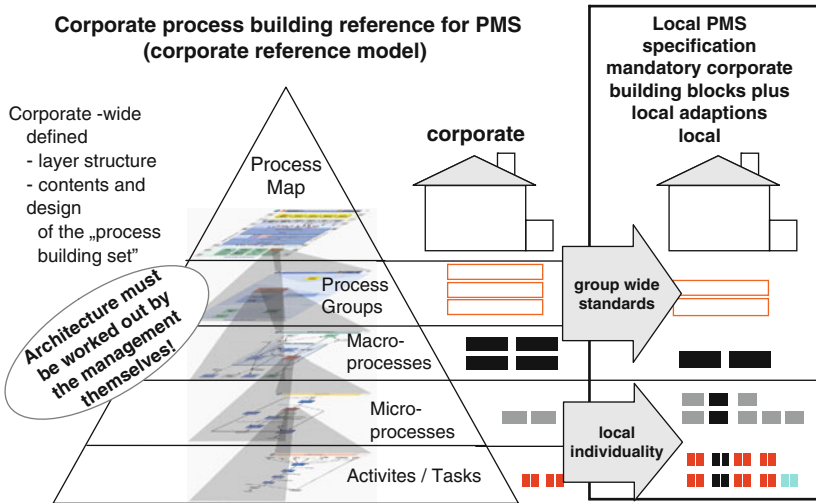 Corporate process building reference for PMS
(corporate reference model)
Local PMS
specification
mandatory corporate
building blocks plus
local adaptions
local
Corporate -wide
defined
- layer structure
- contents and
design
of the „process
building set”
Architecture must
be worked out by
the management
themselves!
corporate
Process
Map
Process
Groups
group wide
standards
Macro-
processes
Micro-
processes
local
individuality
Activites / Tasks